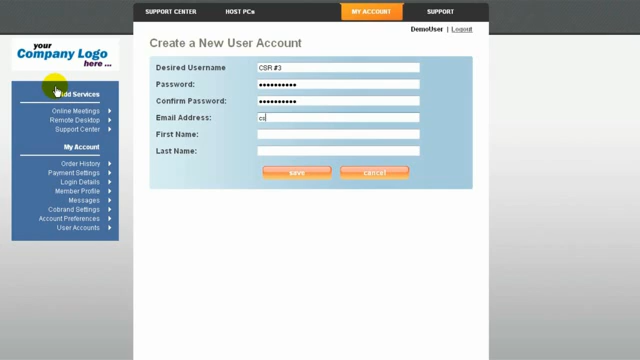 SUPPORT CENTER HOST PCs MY ACCOUNT SUPPORT
DemoUser | Logout
your
Company Logo
here ...
Add Services
Online Meetings
Remote Desktop
Support Center
My Account
Order History
Payment Settings
Login Details
Member Profile
Messages
Cobrand Settings
Account Preferences
User Accounts
Create a New User Account
Desired Username CSR #3
Password: ••••••••••
Confirm Password: ••••••••••
Email Address: cs
First Name:
Last Name:
save cancel